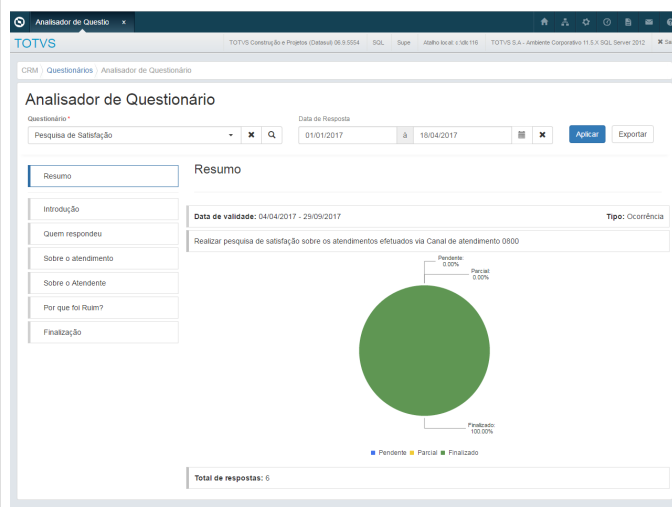 Analisador de Questio x
TOTVS
TOTVS Construção e Projetos (Datasul) 06.9.5554 SQL Supe Atalho local: c:\dir.116 TOTVS S.A - Ambiente Corporativo 11.5.X SQL Server 2012
CRM Questionários Analisador de Questionário
Analisador de Questionário
Questionário *
Data de Resposta
Pesquisa de Satisfação
01/01/2017 à 18/04/2017
Aplicar Exportar
Resumo
Introdução
Quem respondeu
Sobre o atendimento
Sobre o Atendente
Por que foi Ruim?
Finalização
Resumo
Data de validade: 04/04/2017 - 29/09/2017 Tipo: Ocorrência
Realizar pesquisa de satisfação sobre os atendimentos efetuados via Canal de atendimento 0800
Pendente:
0.00%
Parcial:
0.00%
Finalizado:
100.00%
Pendente Parcial Finalizado
Total de respostas: 6